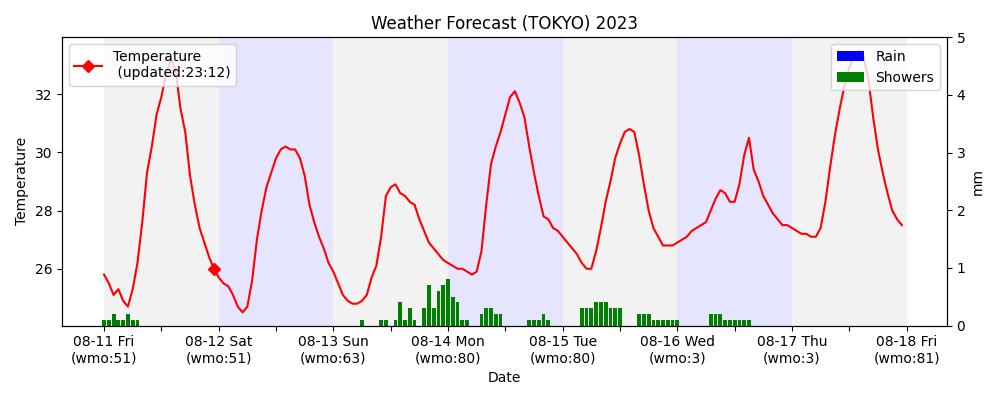 Weather Forecast (TOKYO) 2023
Temperature
(updated:23:12)
Rain
Showers
Temperature
32
30
28
26
5
4
3
2
1
0
mm
08-11 Fri
(wmo:51)
08-12 Sat
(wmo:51)
08-13 Sun
(wmo:63)
08-14 Mon
(wmo:80)
08-15 Tue
(wmo:80)
08-16 Wed
(wmo:3)
08-17 Thu
(wmo:3)
08-18 Fri
(wmo:81)
Date